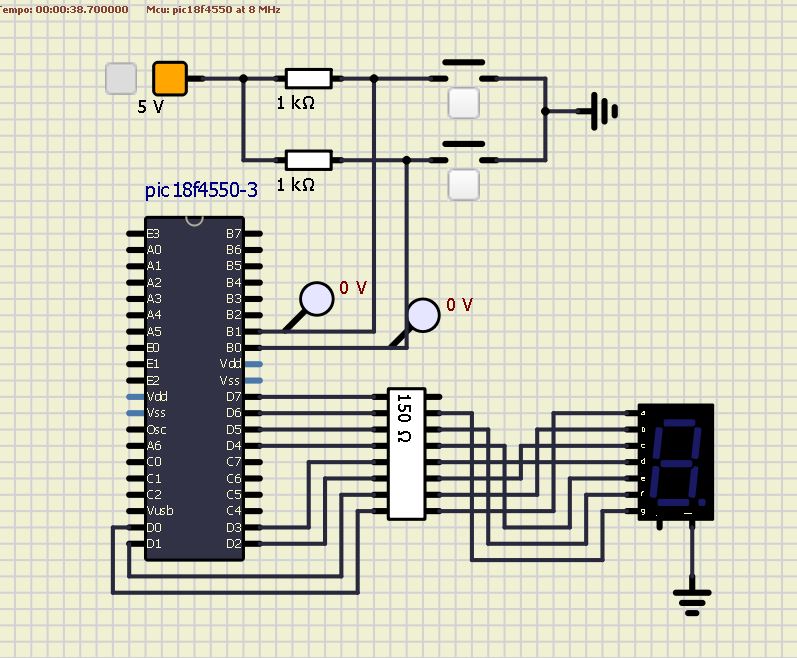 Tempo: 00:00:38.700000 Mcu: pic18f4550 at 8 MHz
5 V
1 kΩ
1 kΩ
pic18f4550-3
E3 B7
A0 B6
A1 B5
A2 B4
A3 B3
A4 B2
A5 B1
E0 B0
E1 Vdd
E2 Vss
Vdd D7
Vss D6
Osc D5
A6 D4
C0 C7
C1 C6
C2 C5
Vusb C4
D0 D3
D1 D2
0 V
0 V
150 Ω
a
b
c
d
e
f
g